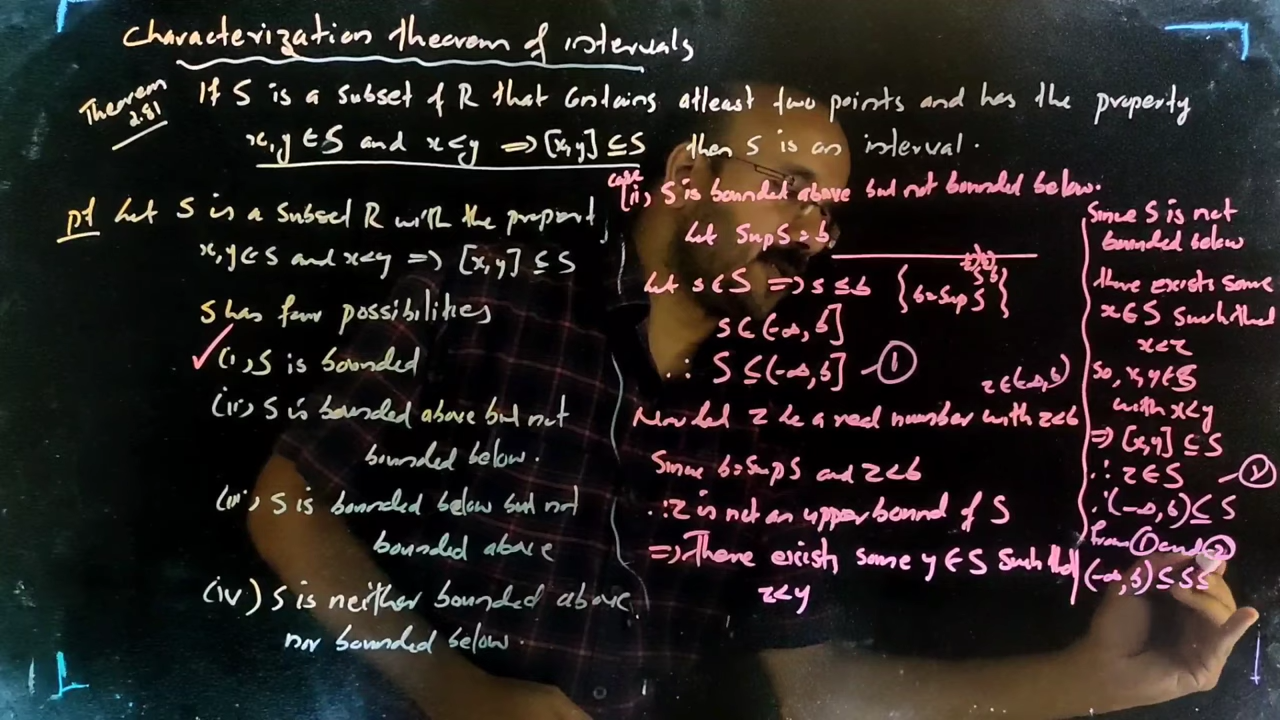 Characterization theorem of intervals
Theorem 2.81
If S is a subset of R that contains atleast two points and has the property
x,y ∈ S and x<y ⇒ [x,y] ⊆ S then S is an interval.
pf Let S is a subset R with the property
x,y ∈ S and x<y ⇒ [x,y] ⊆ S
S has four possibilities
(i), S is bounded
(ii) S is bounded above but not
bounded below.
(iii) S is bounded below but not
bounded above
(iv) S is neither bounded above
nor bounded below.
case
(ii), S is bounded above but not bounded below.
let Sup S = b,
let s ∈ S ⇒ s ≤ b { b = Sup S }
s ∈ (-∞, b]
∴ S ⊆ (-∞, b] - ①
z ∈ (-∞, b)
Now let z be a real number with z<b
Since b = Sup S and z<b
∴ z is not an upper bound of S
⇒ There exists some y ∈ S such that
z<y
Since S is not
bounded below
there exists some
x ∈ S such that
x<z
So, x,y ∈ S
with x<y
⇒ [x,y] ⊆ S
∴ z ∈ S - ②
∴ (-∞, b) ⊆ S
from ① and ②
(-∞, b) ⊆ S ⊆